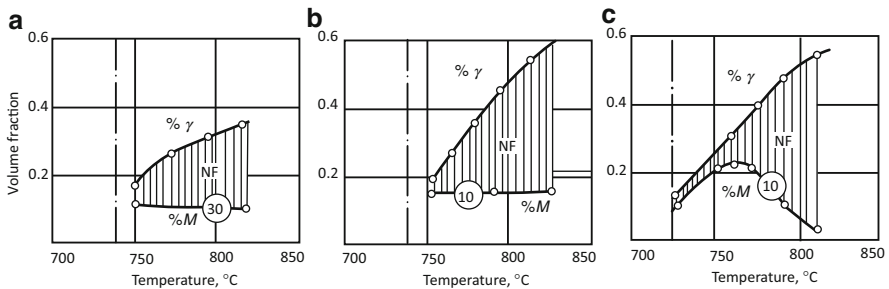 a
b
c
0.6
0.4
0.2
Volume fraction
% γ
NF
30
%M
700
750
800
850
Temperature, °C
0.6
0.4
0.2
% γ
NF
10
%M
700
750
800
850
Temperature, °C
0.6
0.4
0.2
% γ
NF
10
%M
700
750
800
850
Temperature, °C